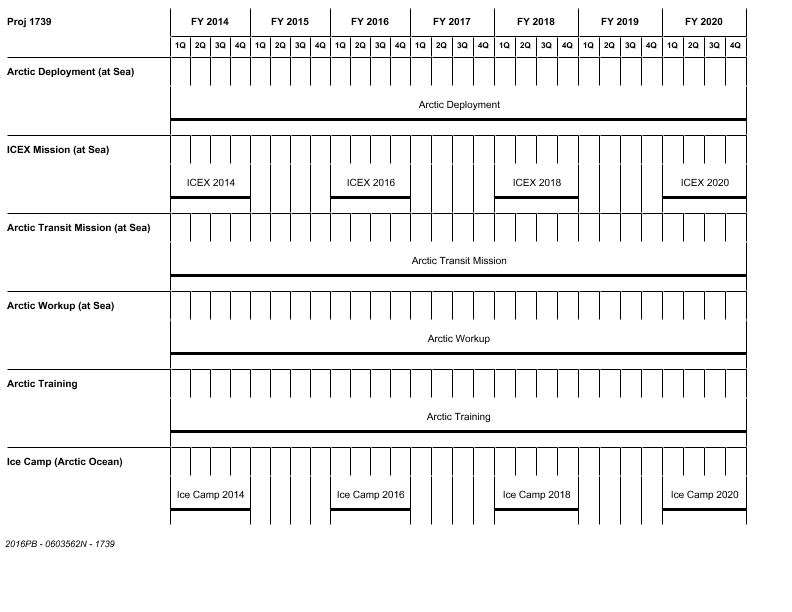 Proj 1739 FY 2014 FY 2015 FY 2016 FY 2017 FY 2018 FY 2019 FY 2020
1Q 2Q 3Q 4Q 1Q 2Q 3Q 4Q 1Q 2Q 3Q 4Q 1Q 2Q 3Q 4Q 1Q 2Q 3Q 4Q 1Q 2Q 3Q 4Q 1Q 2Q 3Q 4Q
Arctic Deployment (at Sea)
Arctic Deployment
ICEX Mission (at Sea)
ICEX 2014 ICEX 2016 ICEX 2018 ICEX 2020
Arctic Transit Mission (at Sea)
Arctic Transit Mission
Arctic Workup (at Sea)
Arctic Workup
Arctic Training
Arctic Training
Ice Camp (Arctic Ocean)
Ice Camp 2014 Ice Camp 2016 Ice Camp 2018 Ice Camp 2020
2016PB - 0603562N - 1739